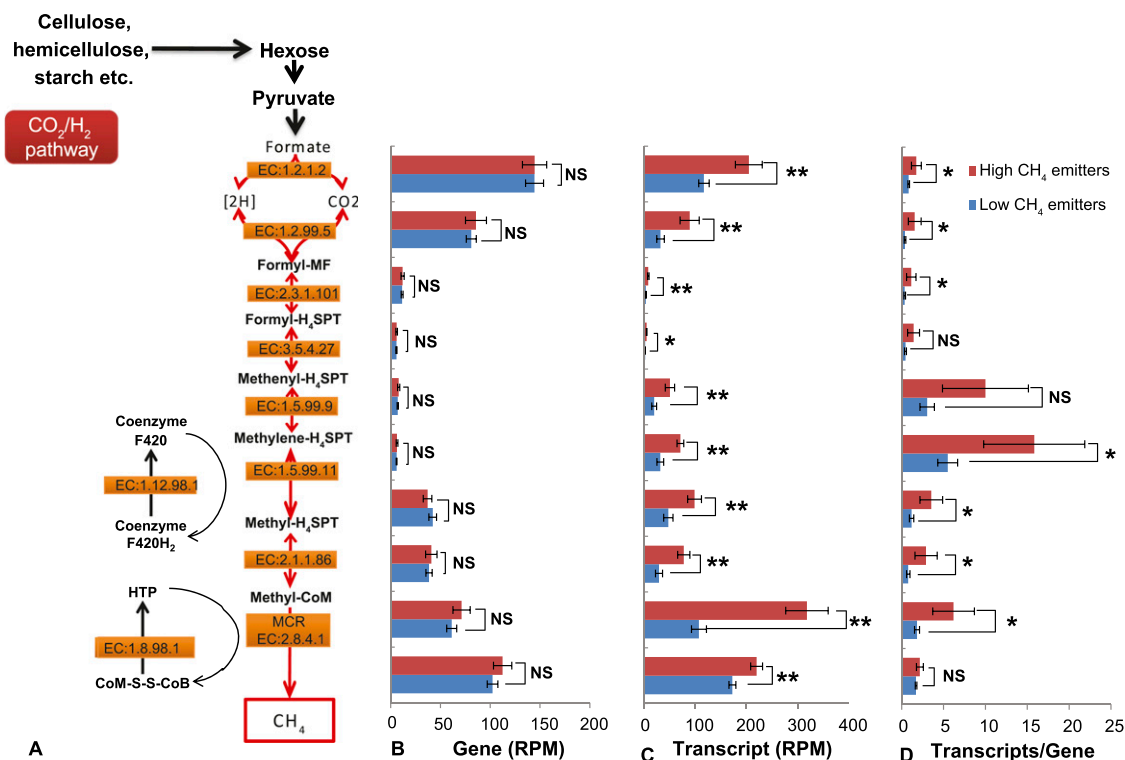 Cellulose,
hemicellulose,
starch etc.
Hexose
Pyruvate
CO2/H2
pathway
Formate
EC:1.2.1.2
[2H]
CO2
EC:1.2.99.5
Formyl-MF
EC:2.3.1.101
Formyl-H4SPT
EC:3.5.4.27
Methenyl-H4SPT
EC:1.5.99.9
Methylene-H4SPT
EC:1.5.99.11
Methyl-H4SPT
EC:2.1.1.86
Methyl-CoM
MCR
EC:2.8.4.1
CH4
Coenzyme
F420
EC:1.12.98.1
Coenzyme
F420H2
HTP
EC:1.8.98.1
CoM-S-S-CoB
A
NS
NS
NS
NS
NS
NS
NS
NS
NS
NS
0 50 100 150 200
B Gene (RPM)
**
**
**
*
**
**
**
**
**
**
0 100 200 300 400
C Transcript (RPM)
High CH4 emitters
Low CH4 emitters
*
*
*
NS
NS
*
*
*
*
NS
0 5 10 15 20 25
D Transcripts/Gene